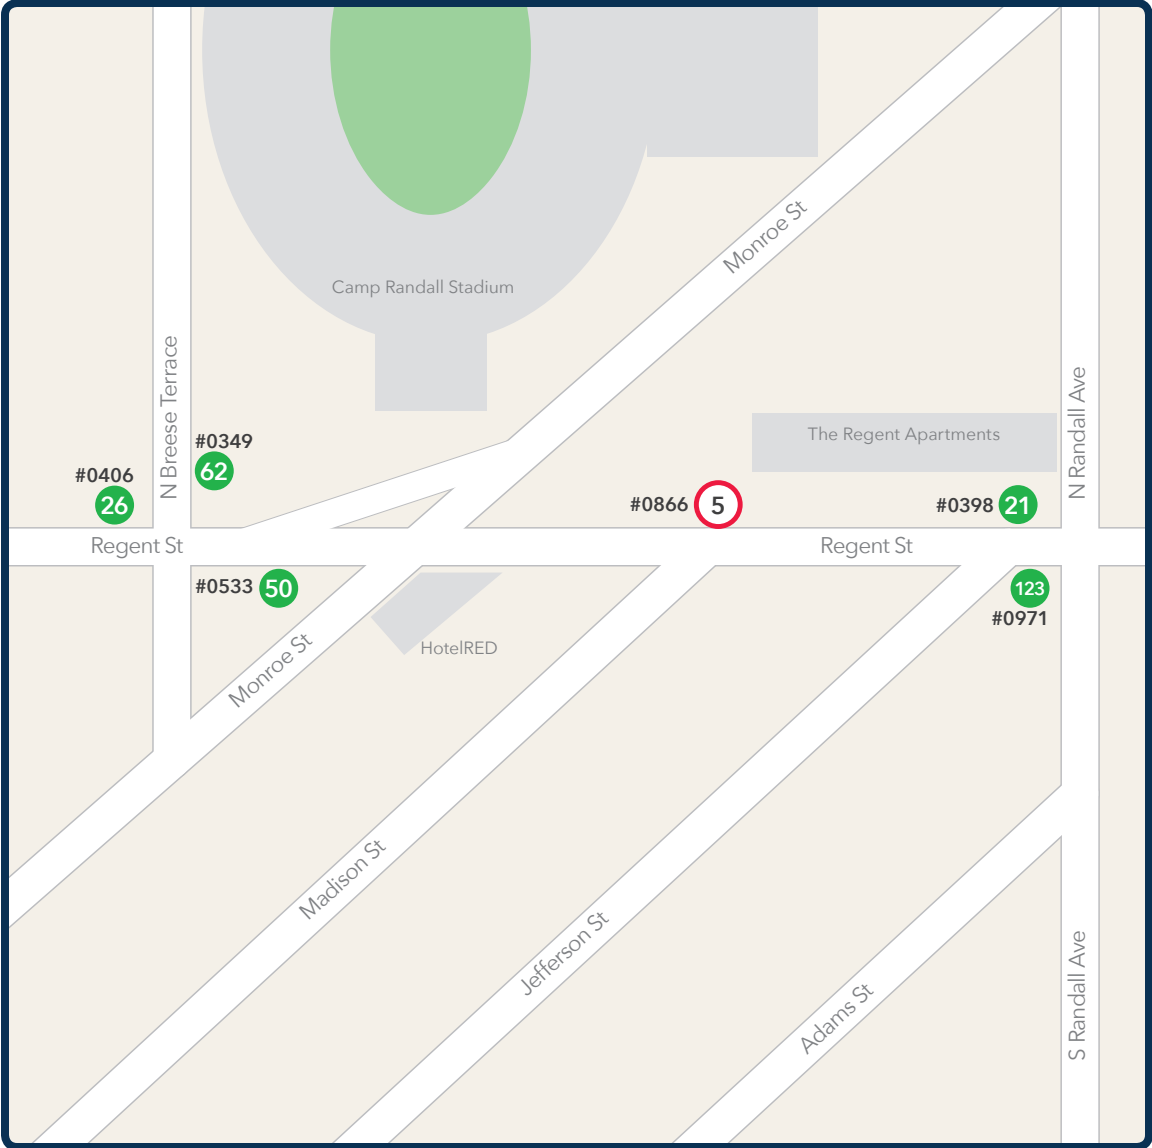 Monroe St
Camp Randall Stadium
N Breese Terrace
N Randall Ave
#0349
62
The Regent Apartments
#0406
26
#0866
5
#0398
21
Regent St
Regent St
#0533
50
123
#0971
HotelRED
Monroe St
Madison St
Jefferson St
Adams St
S Randall Ave